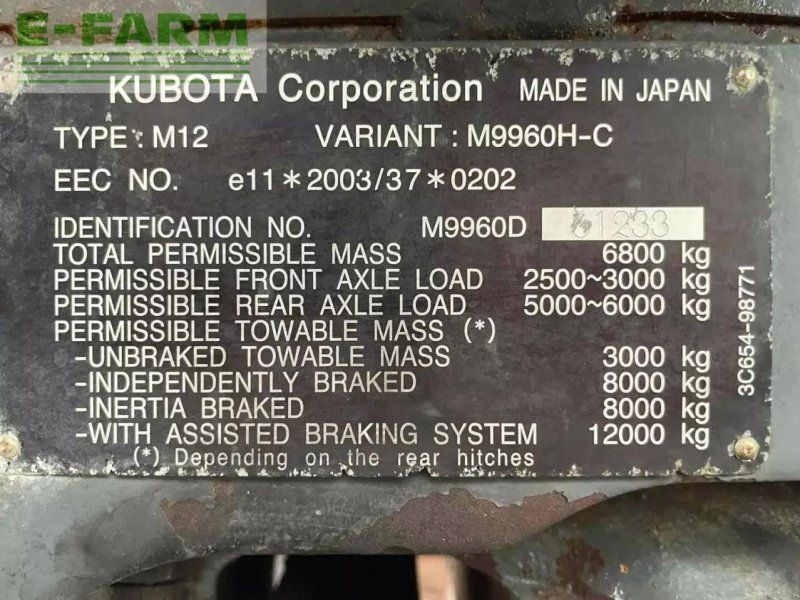 E-FARM
KUBOTA Corporation MADE IN JAPAN
TYPE : M12 VARIANT : M9960H-C
EEC NO. e11*2003/37*0202
IDENTIFICATION NO. M9960D
TOTAL PERMISSIBLE MASS 6800 kg
PERMISSIBLE FRONT AXLE LOAD 2500~3000 kg
PERMISSIBLE REAR AXLE LOAD 5000~6000 kg
PERMISSIBLE TOWABLE MASS (*)
-UNBRAKED TOWABLE MASS 3000 kg
-INDEPENDENTLY BRAKED 8000 kg
-INERTIA BRAKED 8000 kg
-WITH ASSISTED BRAKING SYSTEM 12000 kg
(*) Depending on the rear hitches
3C654-98771